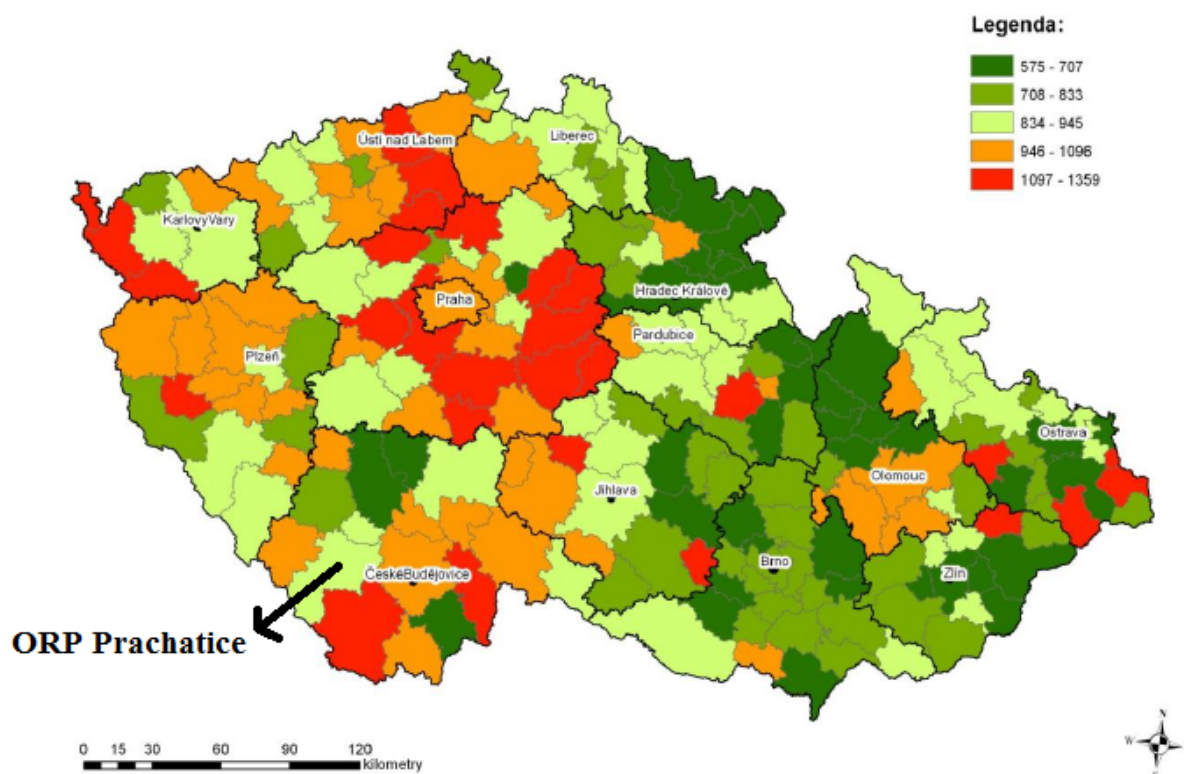 Legenda:
575 - 707
708 - 833
834 - 945
946 - 1096
1097 - 1359
Ústí nad Labem
Liberec
KarlovyVary
Praha
Hradec Králové
Pardubice
Plzeň
Ostrava
Olomouc
Jihlava
Brno
Zlín
ČeskéBudějovice
ORP Prachatice
0 15 30 60 90 120
kilometry
N
W